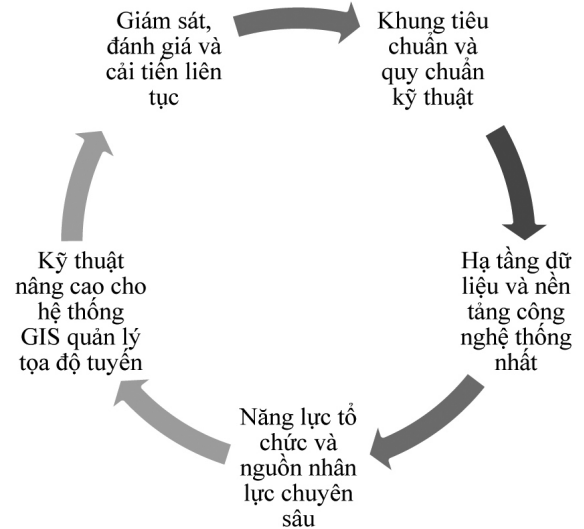 Giám sát,
đánh giá và
cải tiến liên
tục
Khung tiêu
chuẩn và
quy chuẩn
kỹ thuật
Hạ tầng dữ
liệu và nền
tảng công
nghệ thống
nhất
Năng lực tổ
chức và
nguồn nhân
lực chuyên
sâu
Kỹ thuật
nâng cao cho
hệ thống
GIS quản lý
tọa độ tuyến